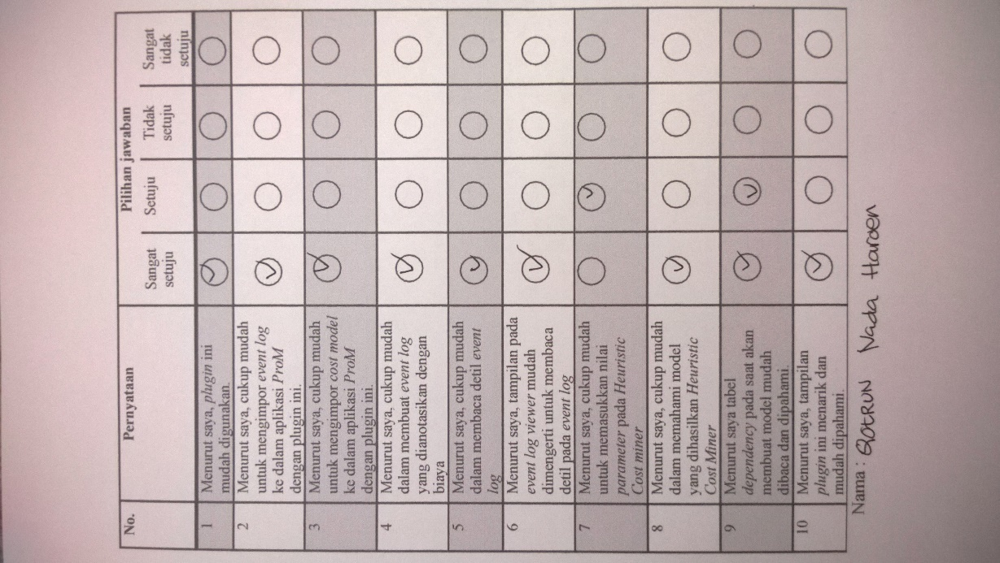 No. Pernyataan Pilihan jawaban
Sangat setuju Setuju Tidak setuju Sangat tidak setuju
1 Menurut saya, plugin ini
mudah digunakan.
2 Menurut saya, cukup mudah
untuk mengimpor event log
ke dalam aplikasi ProM
dengan plugin ini.
3 Menurut saya, cukup mudah
untuk mengimpor cost model
ke dalam aplikasi ProM
dengan plugin ini.
4 Menurut saya, cukup mudah
dalam membuat event log
yang dianotasikan dengan
biaya
5 Menurut saya, cukup mudah
dalam membaca detil event
log
6 Menurut saya, tampilan pada
event log viewer mudah
dimengerti untuk membaca
detil pada event log
7 Menurut saya, cukup mudah
untuk memasukkan nilai
parameter pada Heuristic
Cost miner
8 Menurut saya, cukup mudah
dalam memahami model
yang dihasilkan Heuristic
Cost Miner
9 Menurut saya tabel
dependency pada saat akan
membuat model mudah
dibaca dan dipahami.
10 Menurut saya, tampilan
plugin ini menarik dan
mudah dipahami.
Nama : QOTRUN Nada Haroen